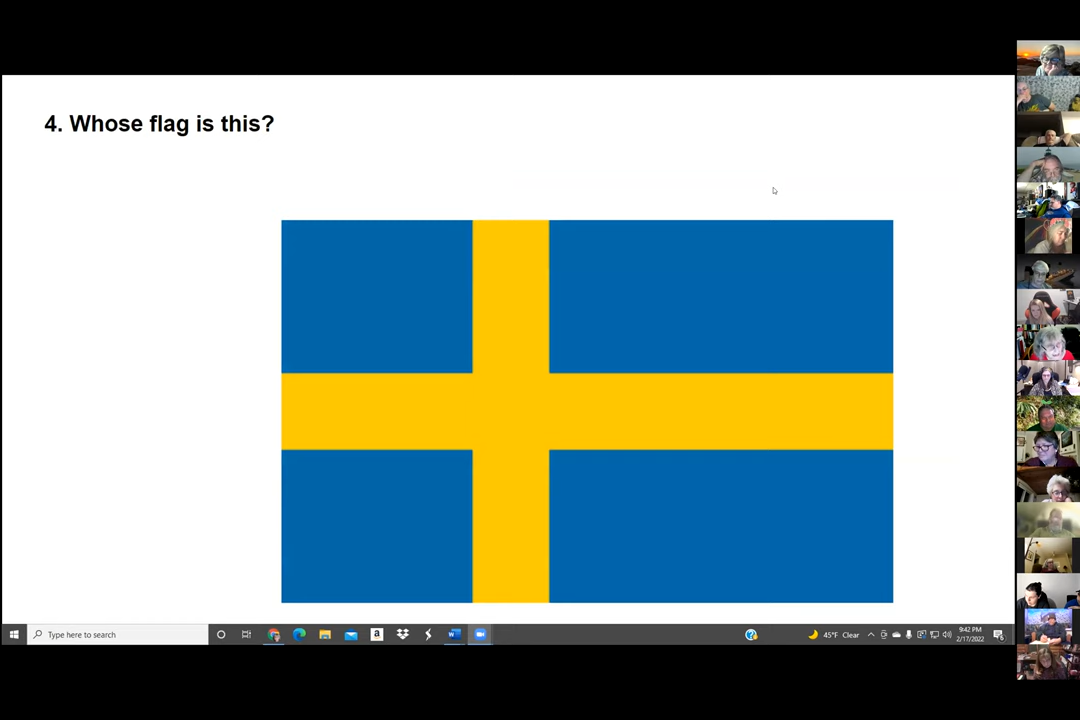 4. Whose flag is this?
Type here to search
a
45°F Clear
9:42 PM
2/17/2022